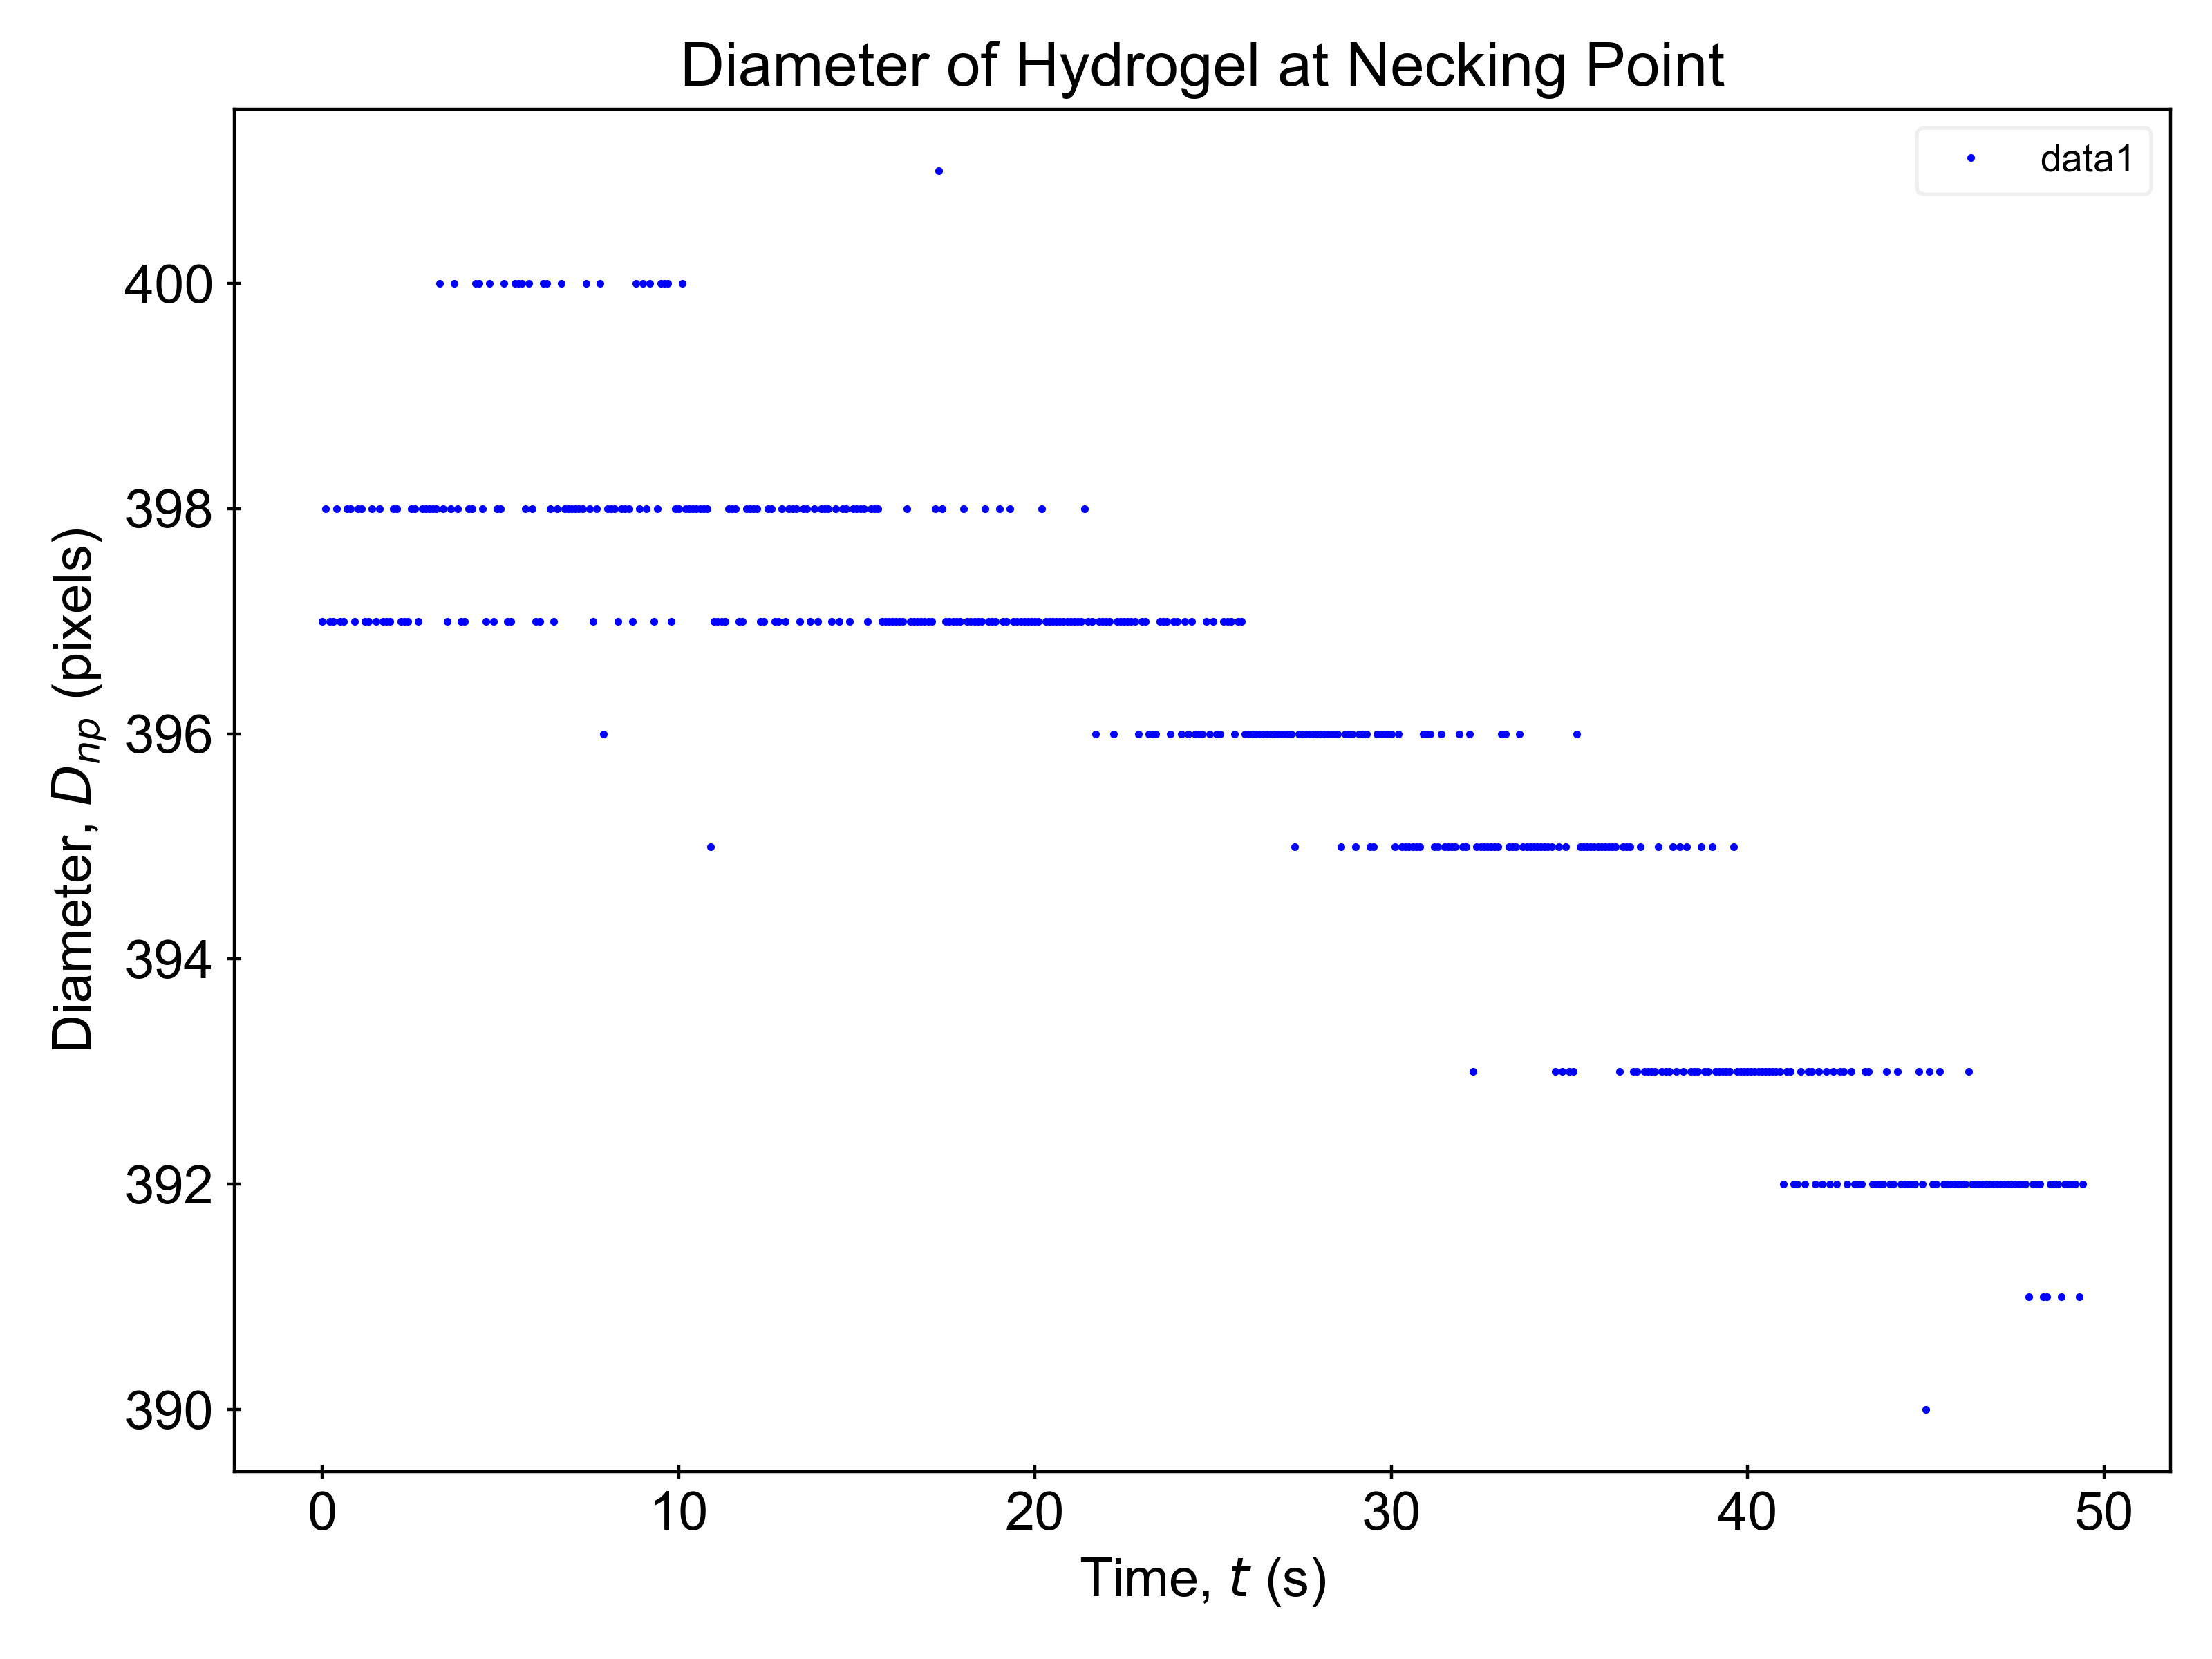 Diameter of Hydrogel at Necking Point
data1
400
398
396
394
392
390
Diameter, D_np (pixels)
0 10 20 30 40 50
Time, t (s)